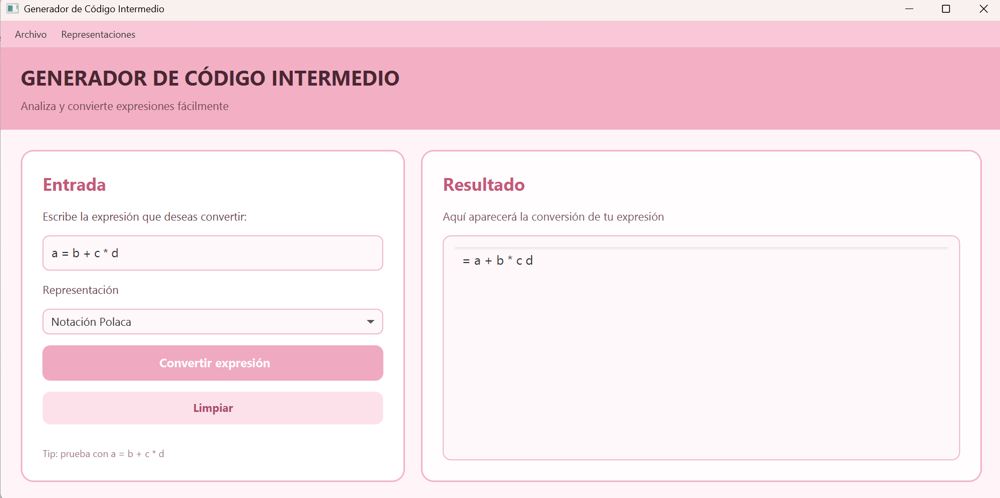 Generador de Código Intermedio
Archivo Representaciones
GENERADOR DE CÓDIGO INTERMEDIO
Analiza y convierte expresiones fácilmente
Entrada
Escribe la expresión que deseas convertir:
a = b + c * d
Representación
Notación Polaca
Convertir expresión
Limpiar
Tip: prueba con a = b + c * d
Resultado
Aquí aparecerá la conversión de tu expresión
= a + b * c d